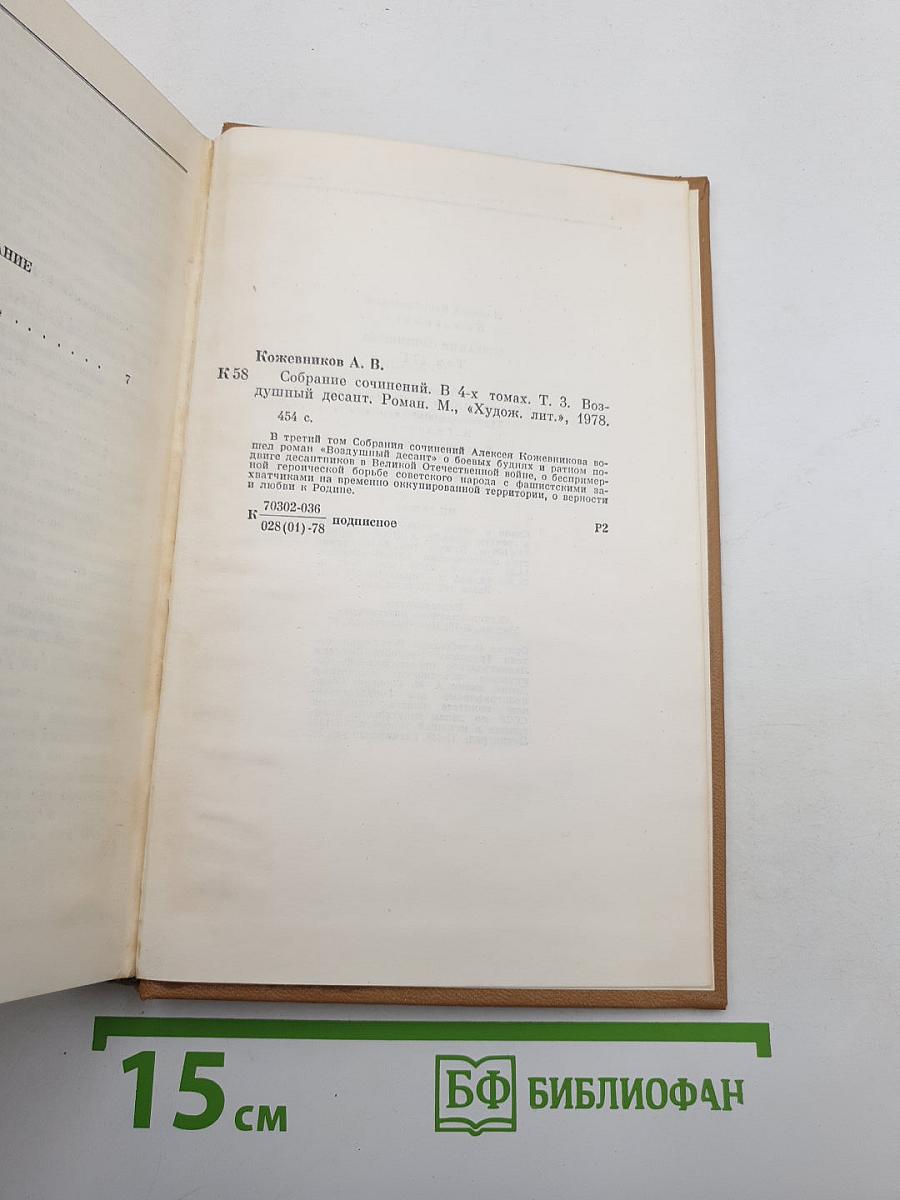 АНИЕ
7
Кожевников А. В.
К58 Собрание сочинений. В 4-х томах. Т. 3. Воз-
душный десант. Роман. М., «Худож. лит.», 1978.
454 с.
В третий том Собрания сочинений Алексея Кожевникова во-
шел роман «Воздушный десант» о боевых буднях и ратном по-
двиге десантников в Великой Отечественной войне, о беспример-
ной героической борьбе советского народа с фашистскими за-
хватчиками на временно оккупированной территории, о верности
и любви к Родине.
К 70302-036
028(01)-78 подписное Р2
15 см
БФ БИБЛИОФАН